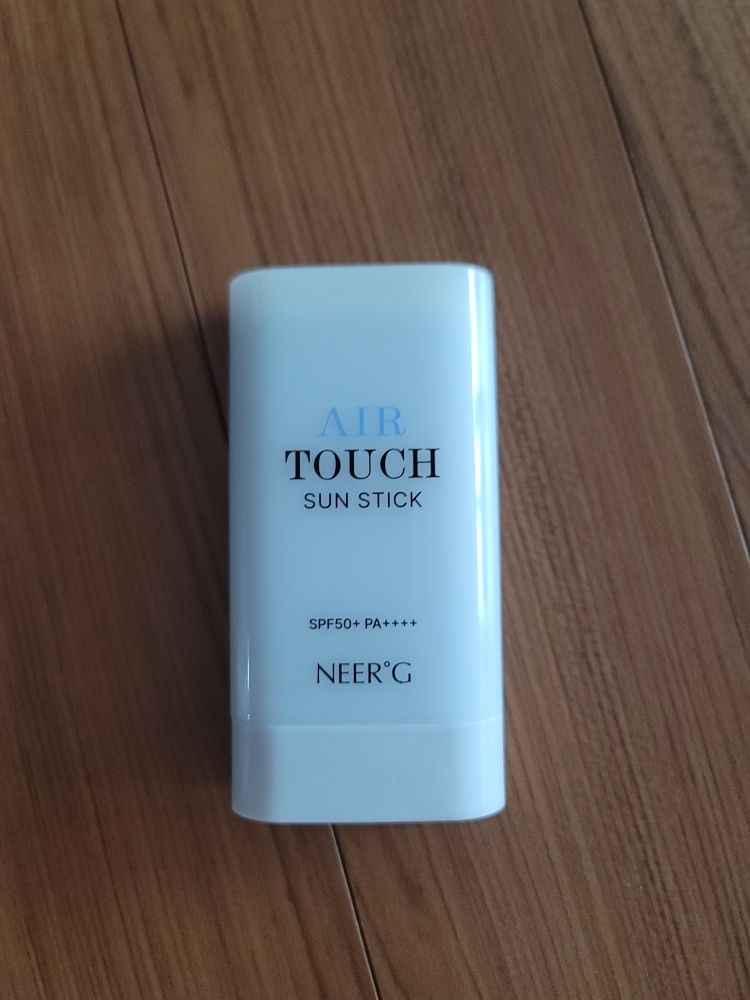 AIR
TOUCH
SUN STICK
SPF50+ PA++++
NEER°G